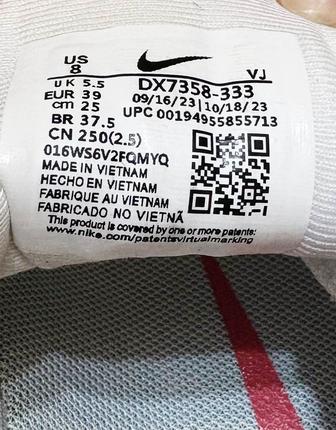 US
8
VJ
UK 5.5
DX7358-333
EUR 39
09/16/23 | 10/18/23
cm 25
UPC 00194955855713
BR 37.5
CN 250(2.5)
016WS6V2FQMYQ
MADE IN VIETNAM
HECHO EN VIETNAM
FABRIQUE AU VIETNAM
FABRICADO NO VIETNÃ
This product is covered by one or more patents:
www.nike.com/patentsvirtualmarking